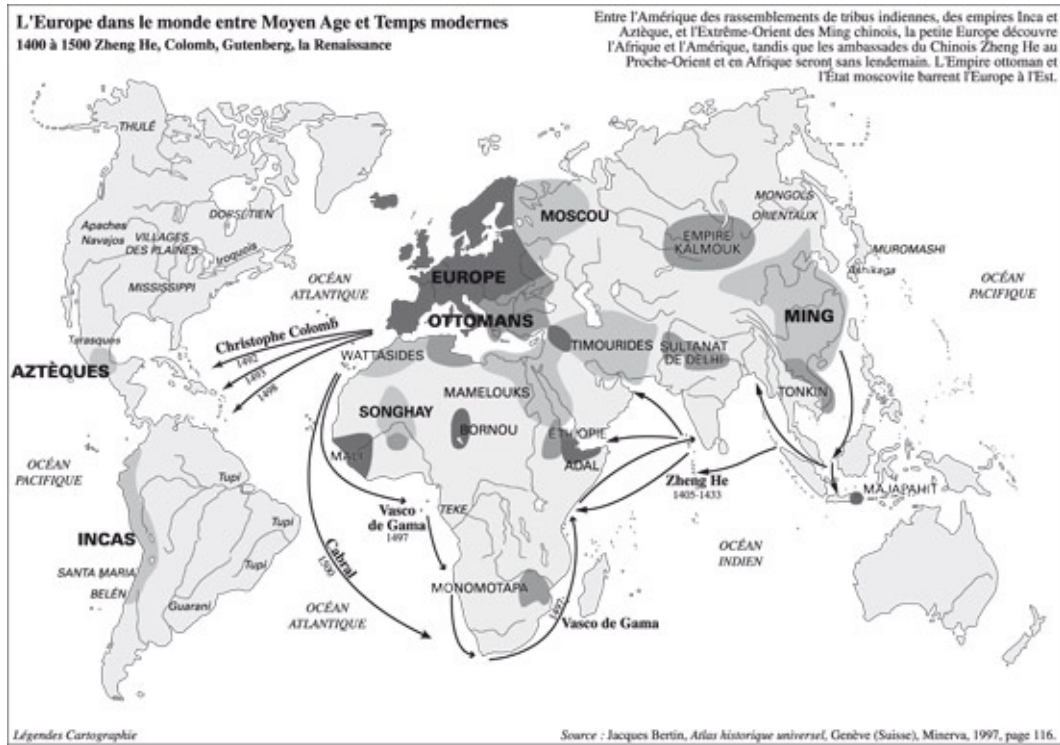 L'Europe dans le monde entre Moyen Age et Temps modernes
1400 à 1500 Zheng He, Colomb, Gutenberg, la Renaissance
Entre l'Amérique des rassemblements de tribus indiennes, des empires Inca et
Aztèque, et l'Extrême-Orient des Ming chinois, la petite Europe découvre
l'Afrique et l'Amérique, tandis que les ambassades du Chinois Zheng He au
Proche-Orient et en Afrique seront sans lendemain. L'Empire ottoman et
l'État moscovite barrent l'Europe à l'Est.
THULÉ
DORSÉTIEN
Apaches
Navajos
VILLAGES
DES PLAINES
Iroquois
MISSISSIPPI
Tarasques
AZTÈQUES
OCÉAN
ATLANTIQUE
Christophe Colomb
1492
1493
1498
OCÉAN
PACIFIQUE
INCAS
SANTA MARIA
BELÉN
Tupi
Tupi
Tupi
Guarani
OCÉAN
ATLANTIQUE
Cabral
1500
EUROPE
OTTOMANS
MOSCOU
WATTASIDES
MAMELOUKS
SONGHAY
BORNOU
MALI
ÉTHIOPIE
ADAL
TEKE
Vasco
de Gama
1497
MONOMOTAPA
1497
Vasco de Gama
TIMOURIDES
SULTANAT
DE DELHI
EMPIRE
KALMOUK
MONGOLS
ORIENTAUX
MUROMASHI
Ashikaga
MING
TONKIN
Zheng He
1405-1433
MAJAPAHIT
OCÉAN
INDIEN
OCÉAN
PACIFIQUE
Légendes Cartographie
Source : Jacques Bertin, Atlas historique universel, Genève (Suisse), Minerva, 1997, page 116.